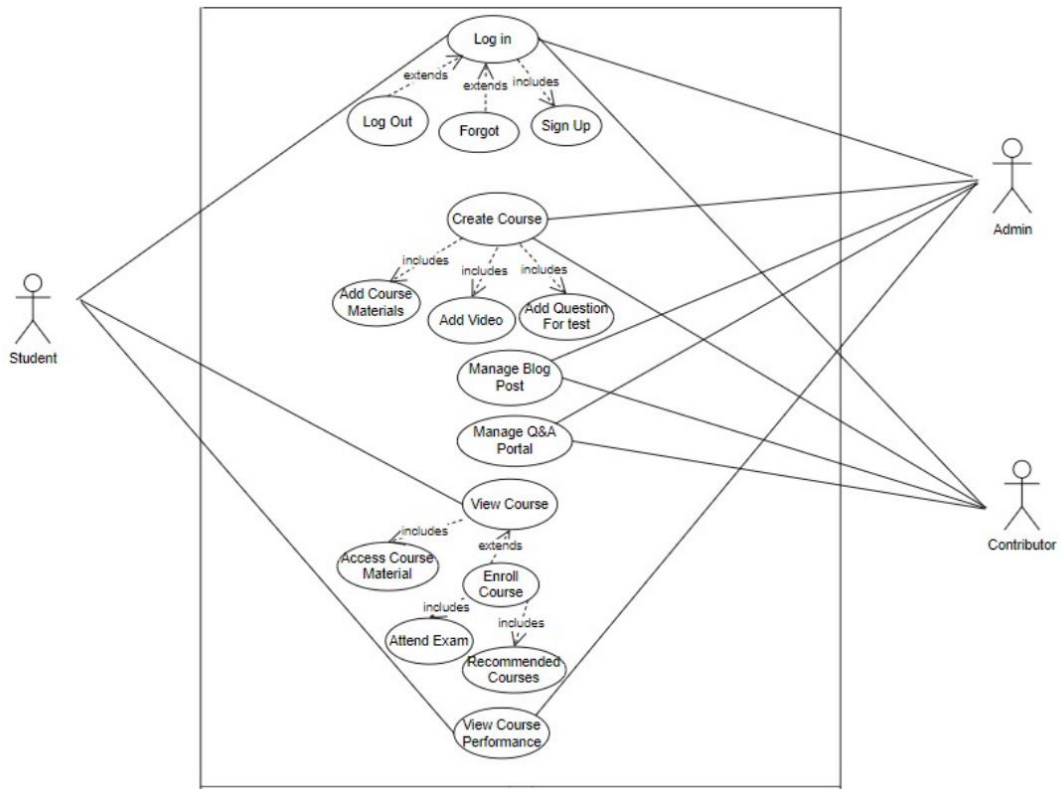 Log in
extends
extends
includes
Log Out
Forgot
Sign Up
Admin
Create Course
includes
includes
includes
Add Course
Materials
Add Video
Add Question
For test
Student
Manage Blog
Post
Manage Q&A
Portal
View Course
includes
extends
Access Course
Material
Enroll
Course
Contributor
includes
includes
Attend Exam
Recommended
Courses
View Course
Performance